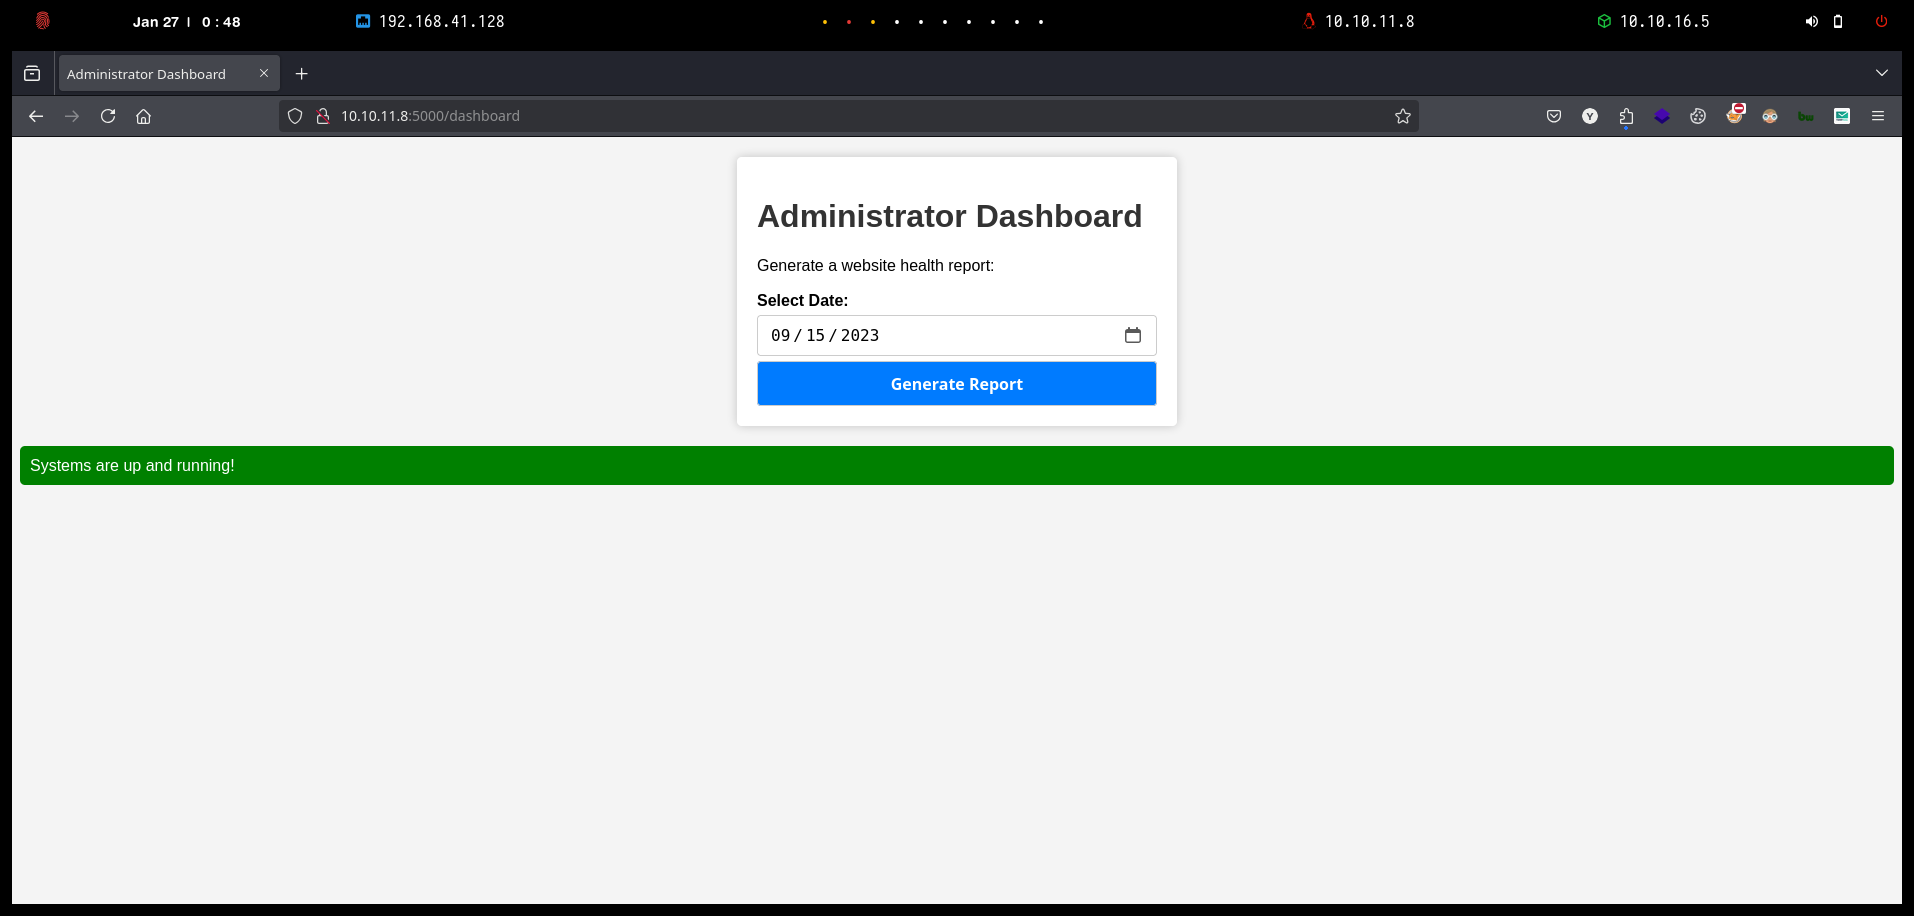 Jan 27 | 0 : 48 192.168.41.128 10.10.11.8 10.10.16.5
Administrator Dashboard
10.10.11.8:5000/dashboard Y bw
Administrator Dashboard
Generate a website health report:
Select Date:
09 / 15 / 2023
Generate Report
Systems are up and running!